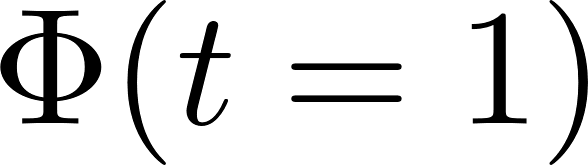 Φ(t = 1)